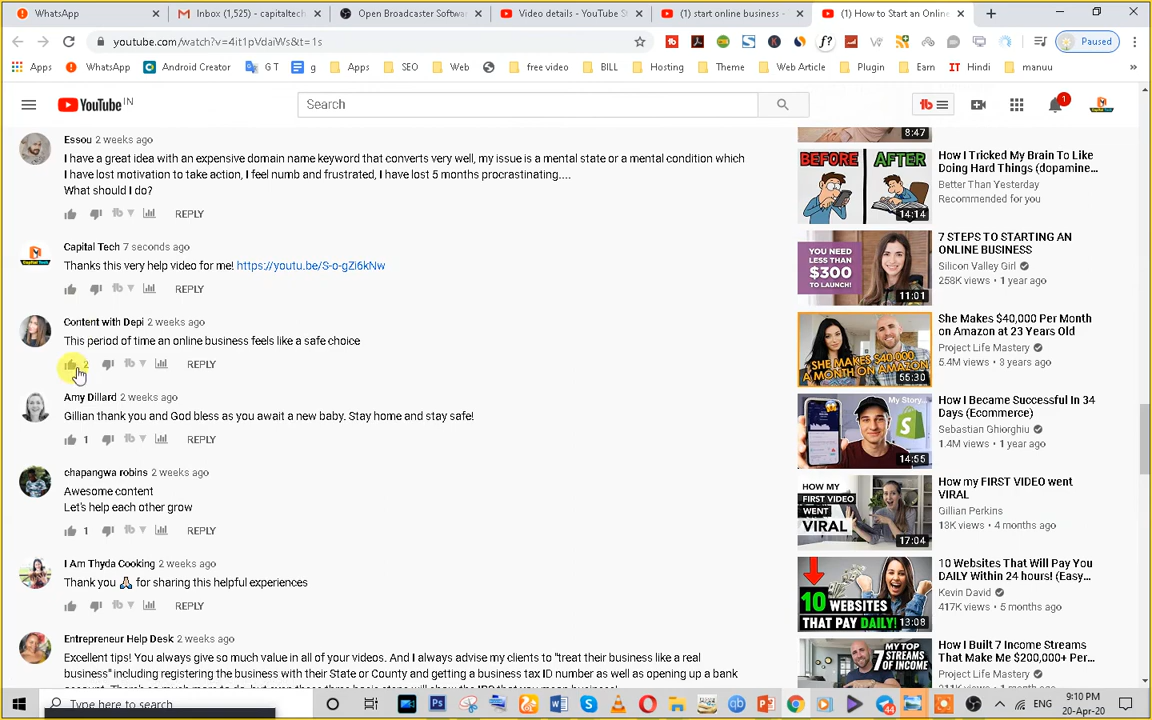 WhatsApp
Inbox (1,525) - capitaltech
Open Broadcaster Softwa
Video details - YouTube St
(1) start online business -
(1) How to Start an Onlin
youtube.com/watch?v=4it1pVdaiWs&t=1s
Paused
Apps
WhatsApp
Android Creator
G T
g
Apps
SEO
Web
free video
BILL
Hosting
Theme
Web Article
Plugin
Earn
IT Hindi
manuu
YouTube IN
Search
1
Essou 2 weeks ago
I have a great idea with an expensive domain name keyword that converts very well, my issue is a mental state or a mental condition which
I have lost motivation to take action, I feel numb and frustrated, I have lost 5 months procrastinating....
What should I do?
REPLY
Capital Tech 7 seconds ago
Thanks this very help video for me! https://youtu.be/S-o-gZi6kNw
REPLY
Content with Depi 2 weeks ago
This period of time an online business feels like a safe choice
2
REPLY
Amy Dillard 2 weeks ago
Gillian thank you and God bless as you await a new baby. Stay home and stay safe!
1
REPLY
chapangwa robins 2 weeks ago
Awesome content
Let's help each other grow
1
REPLY
I Am Thyda Cooking 2 weeks ago
Thank you 🙏 for sharing this helpful experiences
REPLY
Entrepreneur Help Desk 2 weeks ago
Excellent tips! You always give so much value in all of your videos. And I always advise my clients to "treat their business like a real
business" including registering the business with their State or County and getting a business tax ID number as well as opening up a bank
8:47
BEFORE AFTER
14:14
How I Tricked My Brain To Like
Doing Hard Things (dopamine...
Better Than Yesterday
Recommended for you
YOU NEED
LESS THAN
$300
TO LAUNCH!
11:01
7 STEPS TO STARTING AN
ONLINE BUSINESS
Silicon Valley Girl
258K views • 1 year ago
SHE MAKES $40,000
A MONTH ON AMAZON
55:30
She Makes $40,000 Per Month
on Amazon at 23 Years Old
Project Life Mastery
5.4M views • 3 years ago
My Story...
14:55
How I Became Successful In 34
Days (Ecommerce)
Sebastian Ghiorghiu
1.4M views • 1 year ago
HOW MY
FIRST VIDEO
WENT
VIRAL
17:04
How my FIRST VIDEO went
VIRAL
Gillian Perkins
13K views • 4 months ago
10 WEBSITES
THAT PAY DAILY!
13:08
10 Websites That Will Pay You
DAILY Within 24 hours! (Easy...
Kevin David
417K views • 5 months ago
MY TOP
7 STREAMS
OF INCOME
How I Built 7 Income Streams
That Make Me $200,000+ Per...
Type here to search
44
ENG
9:10 PM
20-Apr-20